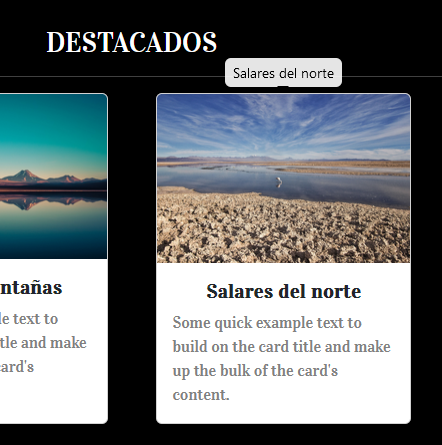 DESTACADOS
Salares del norte
ntañas
le text to
tle and make
ard's
Salares del norte
Some quick example text to
build on the card title and make
up the bulk of the card's
content.